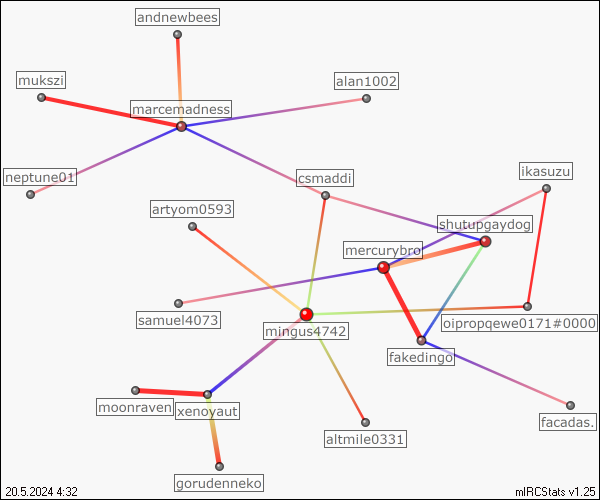 andnewbees
mukszi
alan1002
marcemadness
neptune01
csmaddi
ikasuzu
artyom0593
shutupgaydog
mercurybro
samuel4073
mingus4742
oipropqewe0171#0000
fakedingo
moonraven
xenoyaut
facadas.
altmile0331
gorudenneko
20.5.2024 4:32
mIRCStats v1.25